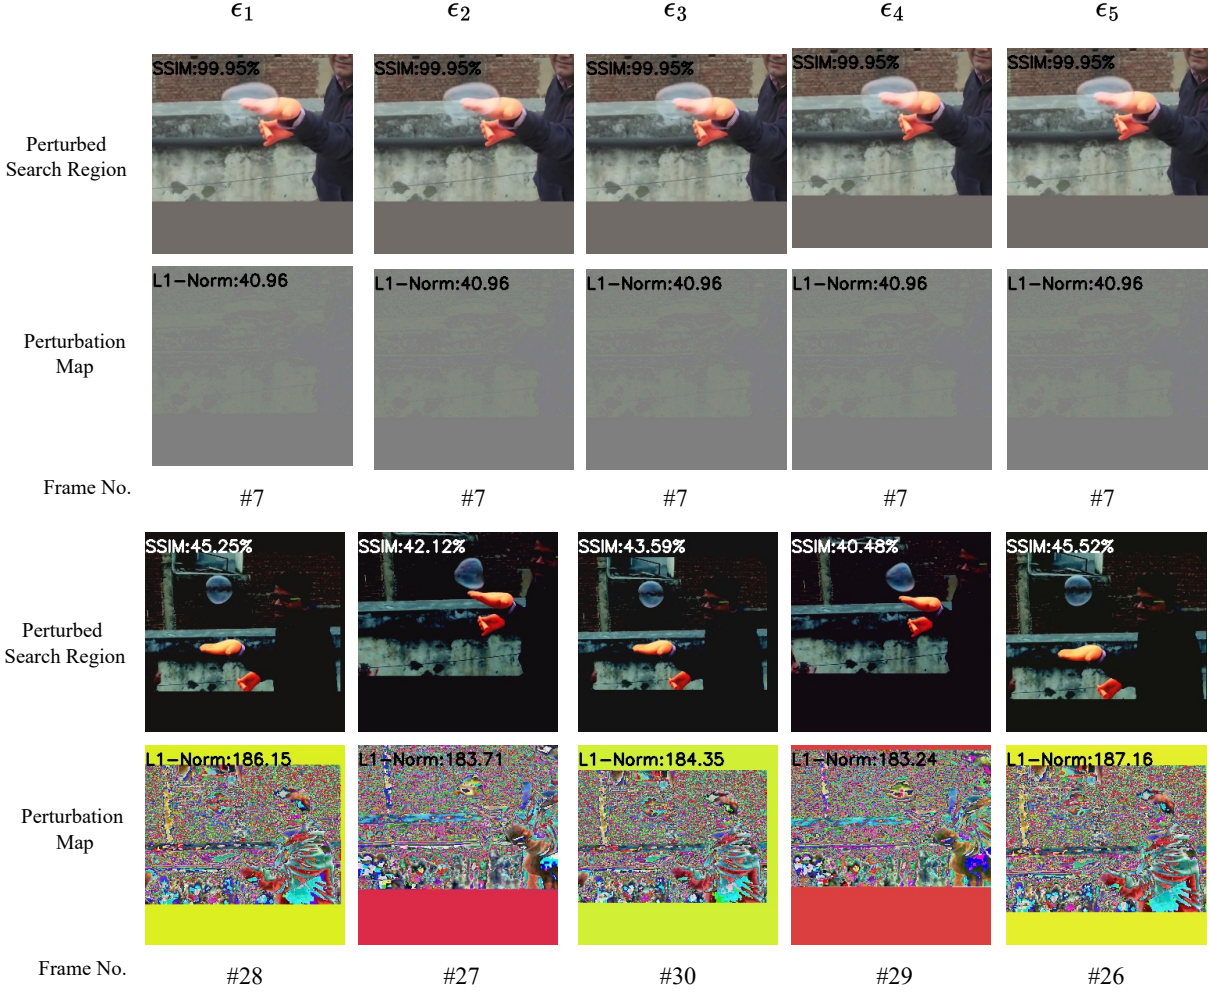 ϵ1 ϵ2 ϵ3 ϵ4 ϵ5
SSIM:99.95% SSIM:99.95% SSIM:99.95% SSIM:99.95% SSIM:99.95%
Perturbed
Search Region
L1-Norm:40.96 L1-Norm:40.96 L1-Norm:40.96 L1-Norm:40.96 L1-Norm:40.96
Perturbation
Map
Frame No. #7 #7 #7 #7 #7
SSIM:45.25% SSIM:42.12% SSIM:43.59% SSIM:40.48% SSIM:45.52%
Perturbed
Search Region
L1-Norm:186.15 L1-Norm:183.71 L1-Norm:184.35 L1-Norm:183.24 L1-Norm:187.16
Perturbation
Map
Frame No. #28 #27 #30 #29 #26